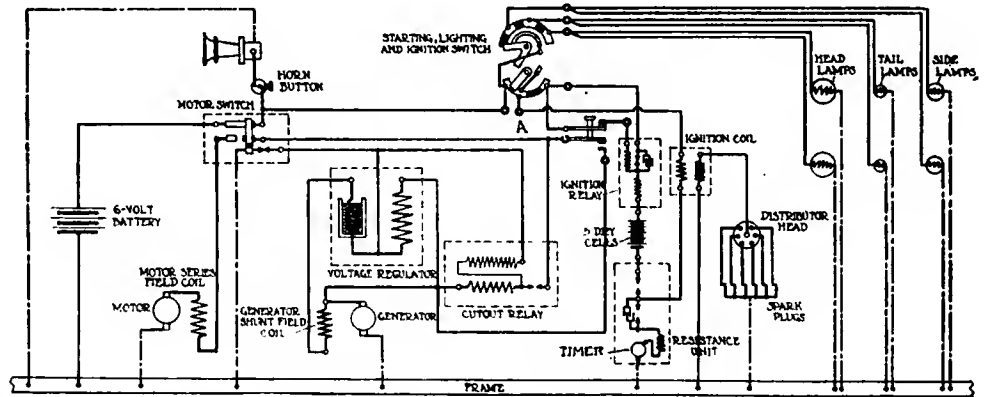 STARTING, LIGHTING
AND IGNITION SWITCH
HORN
BUTTON
MOTOR SWITCH
A
HEAD
LAMPS
TAIL
LAMPS
SIDE
LAMPS
IGNITION COIL
IGNITION
RELAY
6-VOLT
BATTERY
5 DRY
CELLS
DISTRIBUTOR
HEAD
VOLTAGE REGULATOR
MOTOR SERIES
FIELD COIL
MOTOR
GENERATOR
SHUNT FIELD
COIL
GENERATOR
CUTOUT RELAY
SPARK
PLUGS
TIMER
RESISTANCE
UNIT
FRAME